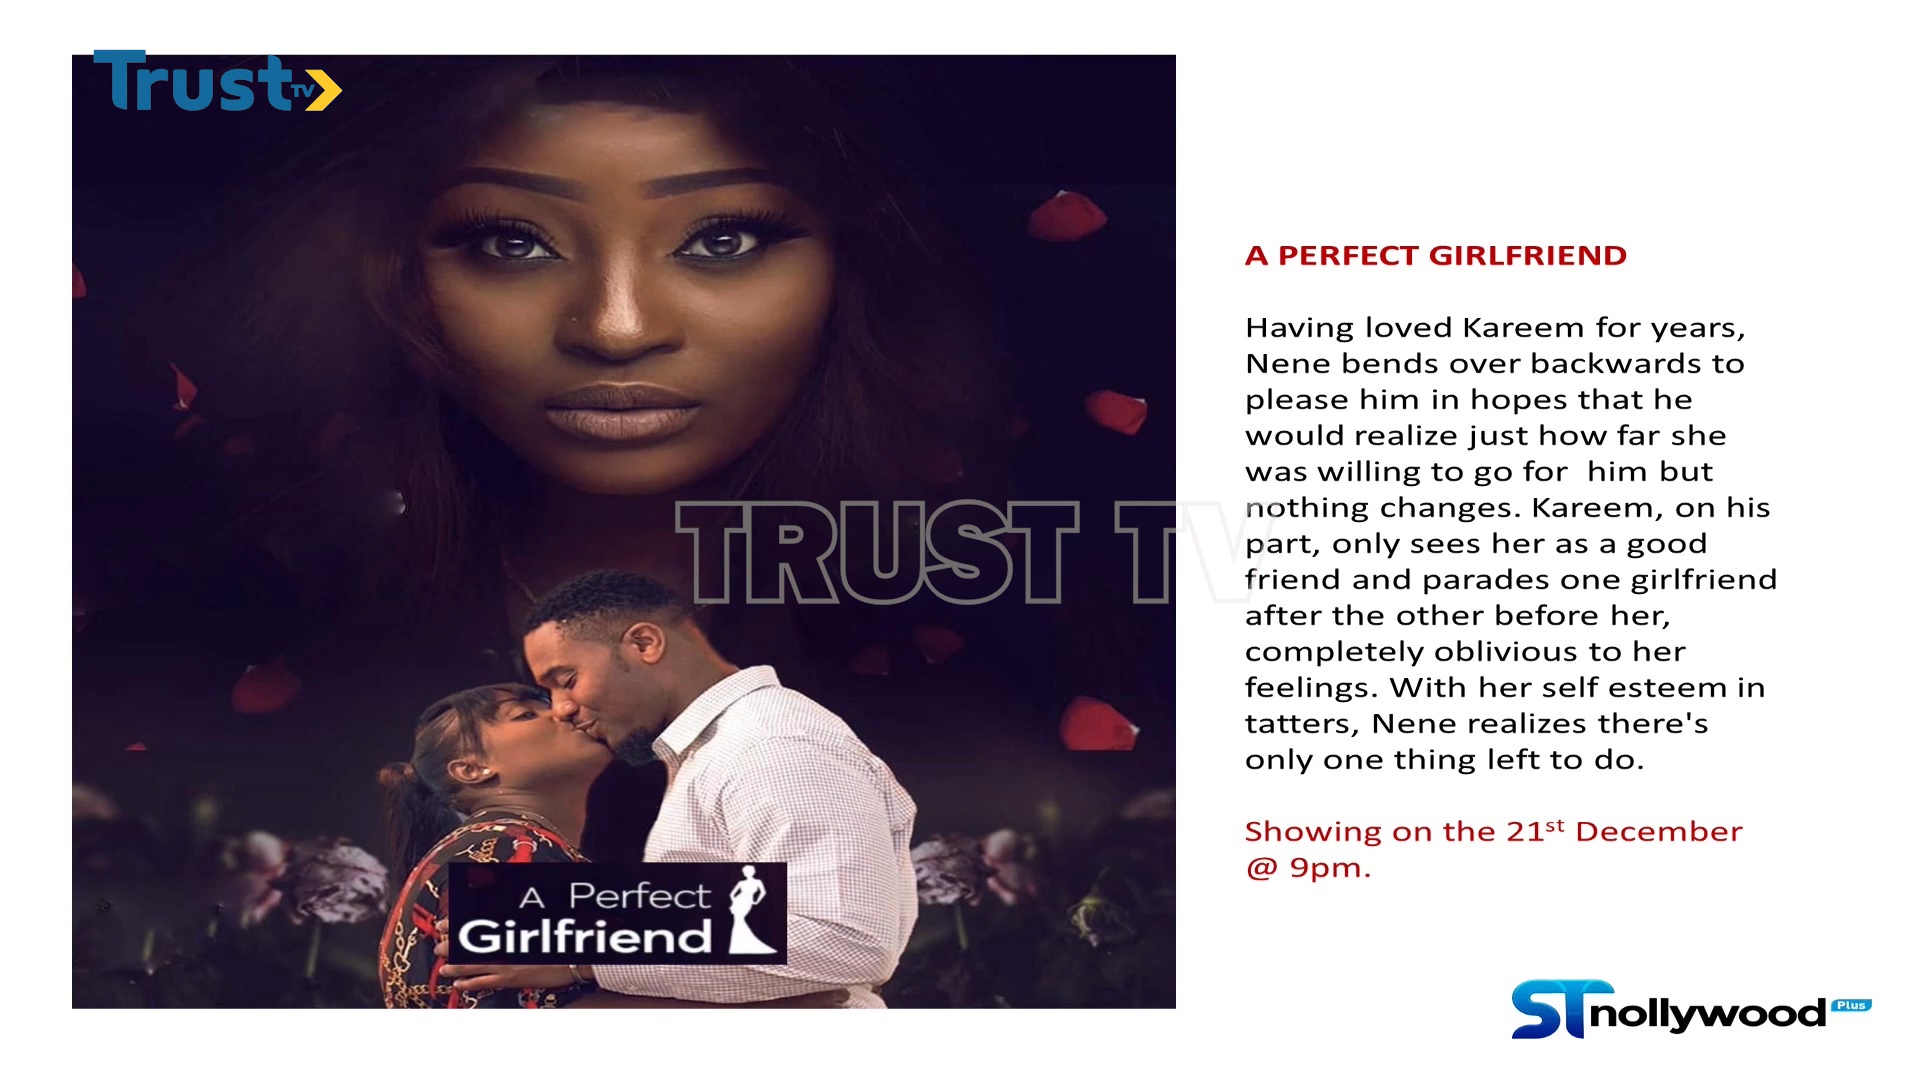 Trust TV
A PERFECT GIRLFRIEND
Having loved Kareem for years,
Nene bends over backwards to
please him in hopes that he
would realize just how far she
was willing to go for  him but
nothing changes. Kareem, on his
part, only sees her as a good
friend and parades one girlfriend
after the other before her,
completely oblivious to her
feelings. With her self esteem in
tatters, Nene realizes there's
only one thing left to do.
Showing on the 21st December
@ 9pm.
TRUST TV
A Perfect
Girlfriend
STnollywood Plus